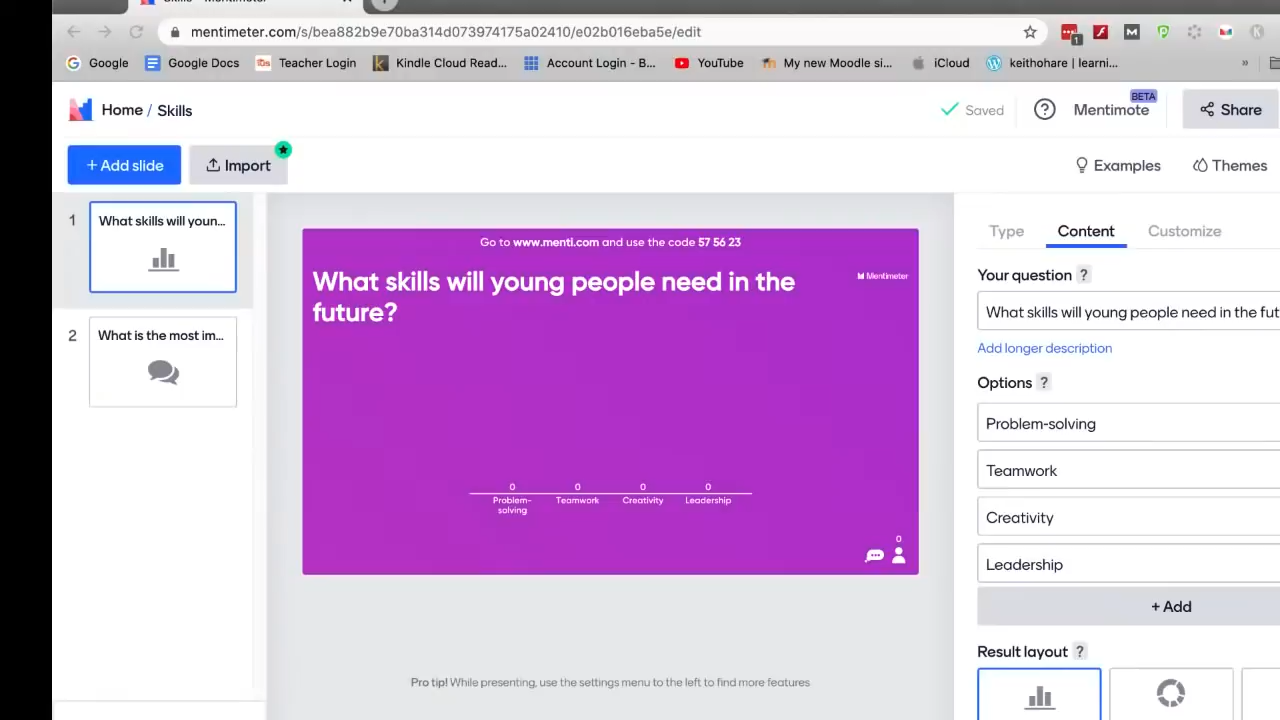 mentimeter.com/s/bea882b9e70ba314d073974175a02410/e02b016eba5e/edit
1
Google
Google Docs
Teacher Login
Kindle Cloud Read...
Account Login - B...
YouTube
My new Moodle si...
iCloud
keithohare | learni...
»
Home / Skills
Saved
?
Mentimote
BETA
Share
+ Add slide
Import
Examples
Themes
1
What skills will youn...
2
What is the most im...
Go to www.menti.com and use the code 57 56 23
What skills will young people need in the
future?
Mentimeter
0
0
0
0
Problem-
solving
Teamwork
Creativity
Leadership
0
Pro tip! While presenting, use the settings menu to the left to find more features
Type
Content
Customize
Your question ?
What skills will young people need in the fut
Add longer description
Options ?
Problem-solving
Teamwork
Creativity
Leadership
+ Add
Result layout ?